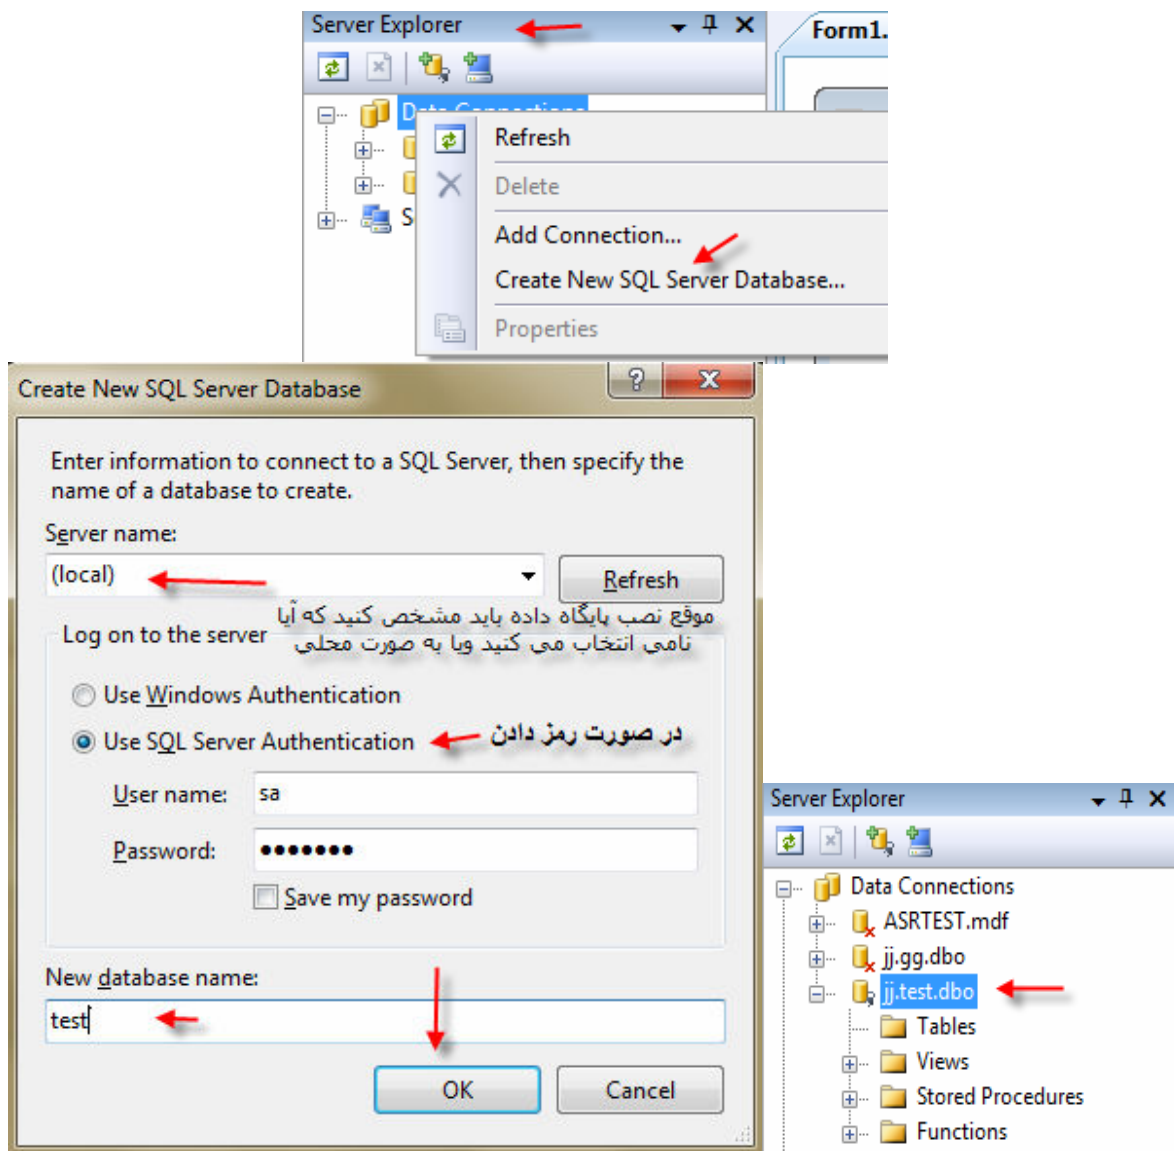 Server Explorer
Form1.
Data Connections
Refresh
Delete
Add Connection...
Create New SQL Server Database...
Properties
Create New SQL Server Database
Enter information to connect to a SQL Server, then specify the
name of a database to create.
Server name:
(local)
Refresh
موقع نصب پایگاه داده باید مشخص کنید که آیا
نامی انتخاب می کنید ویا به صورت محلی
Log on to the server
Use Windows Authentication
Use SQL Server Authentication
در صورت رمز دادن
User name:
sa
Password:
Save my password
New database name:
test
OK
Cancel
Server Explorer
Data Connections
ASRTEST.mdf
jj.gg.dbo
jj.test.dbo
Tables
Views
Stored Procedures
Functions